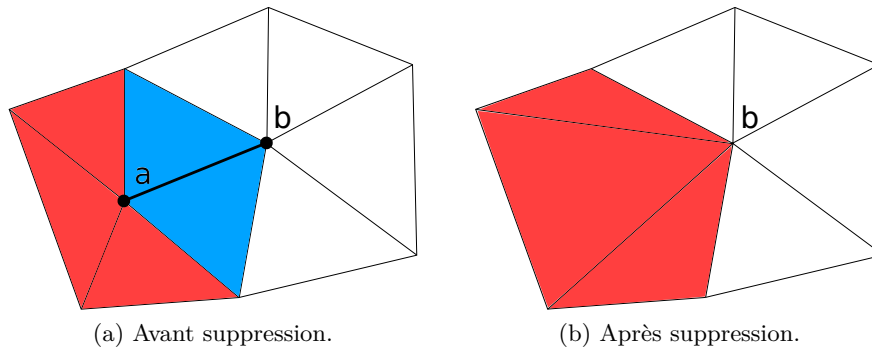 b
a
b
(a) Avant suppression.
(b) Après suppression.